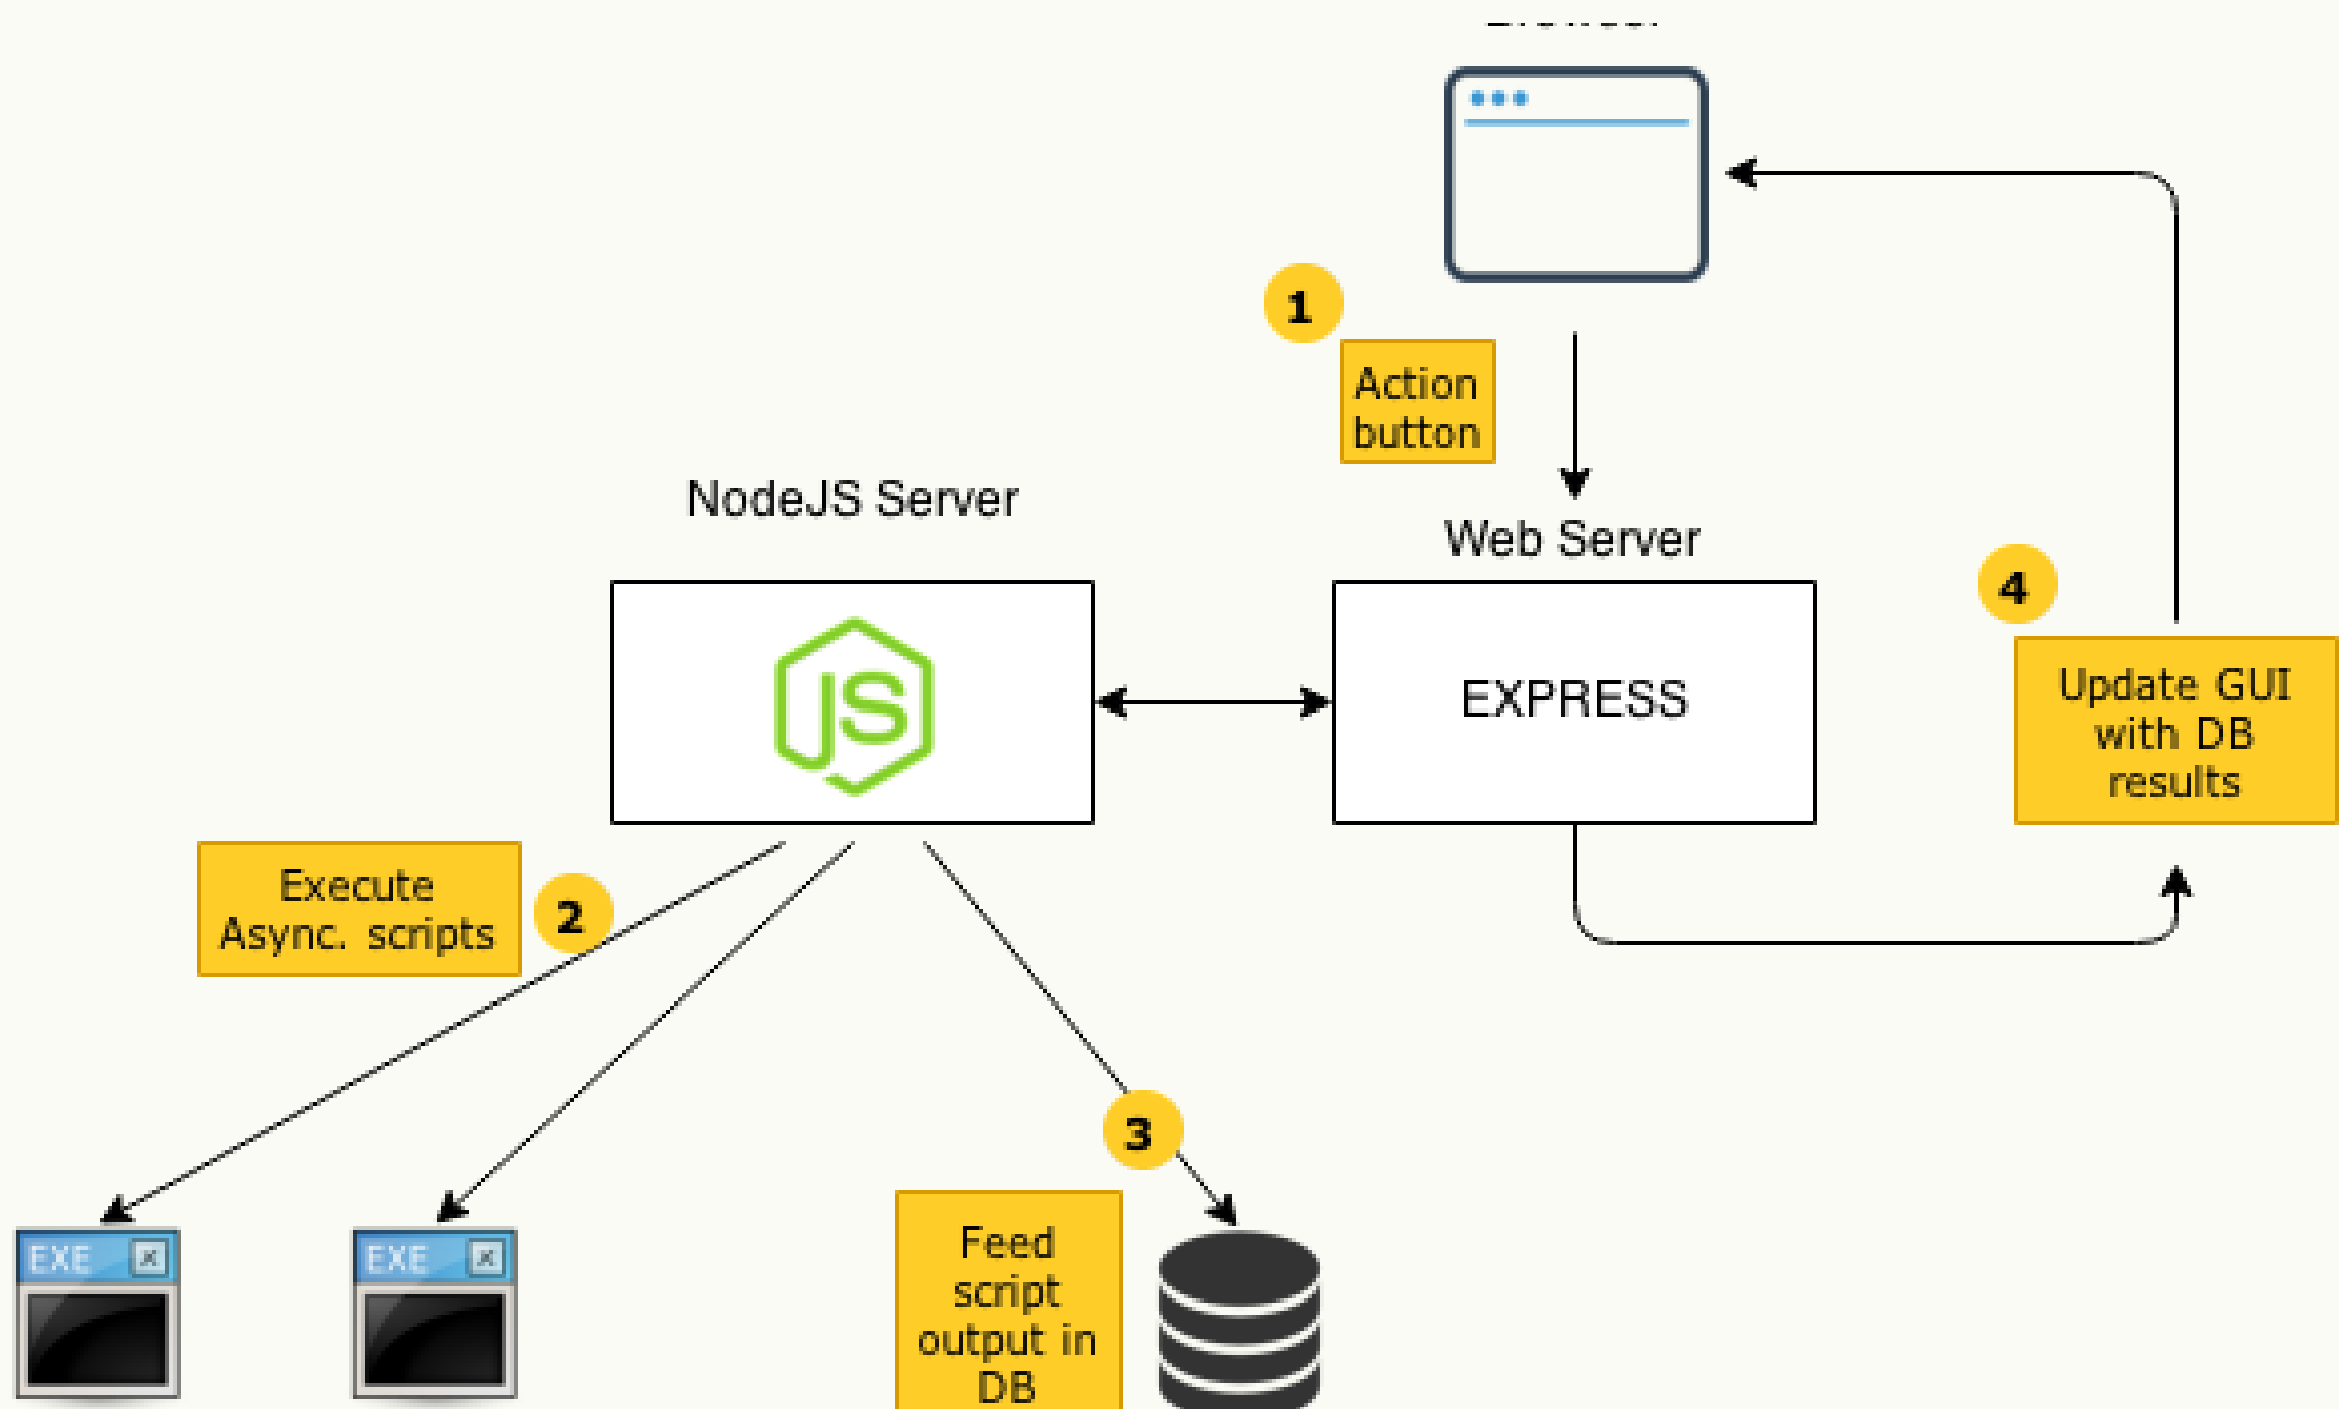 1
Action
button
NodeJS Server
Web Server
JS
EXPRESS
4
Update GUI
with DB
results
Execute
Async. scripts
2
3
EXE
EXE
Feed
script
output in
DB